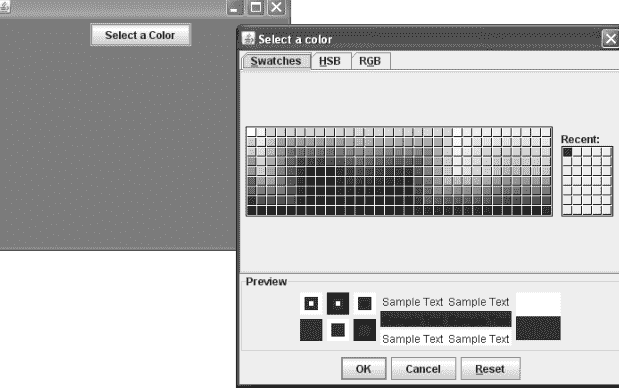 Select a Color
Select a color
Swatches HSB RGB
Recent:
Preview
Sample Text Sample Text
Sample Text Sample Text
OK Cancel Reset